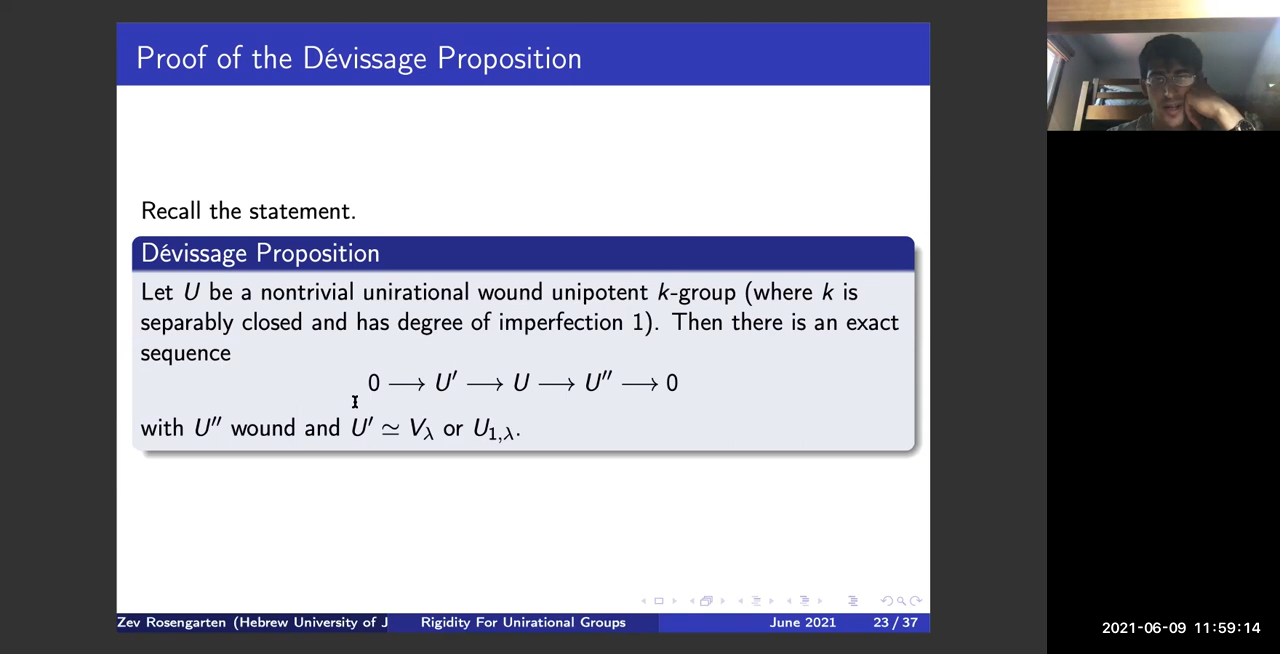 Proof of the Dévissage Proposition
Recall the statement.
Dévissage Proposition
Let U be a nontrivial unirational wound unipotent k-group (where k is
separably closed and has degree of imperfection 1). Then there is an exact
sequence
0 ⟶ U′ ⟶ U ⟶ U″ ⟶ 0
with U″ wound and U′ ≃ V_λ or U_{1,λ}.
Zev Rosengarten (Hebrew University of J
Rigidity For Unirational Groups
June 2021
23 / 37
2021-06-09 11:59:14